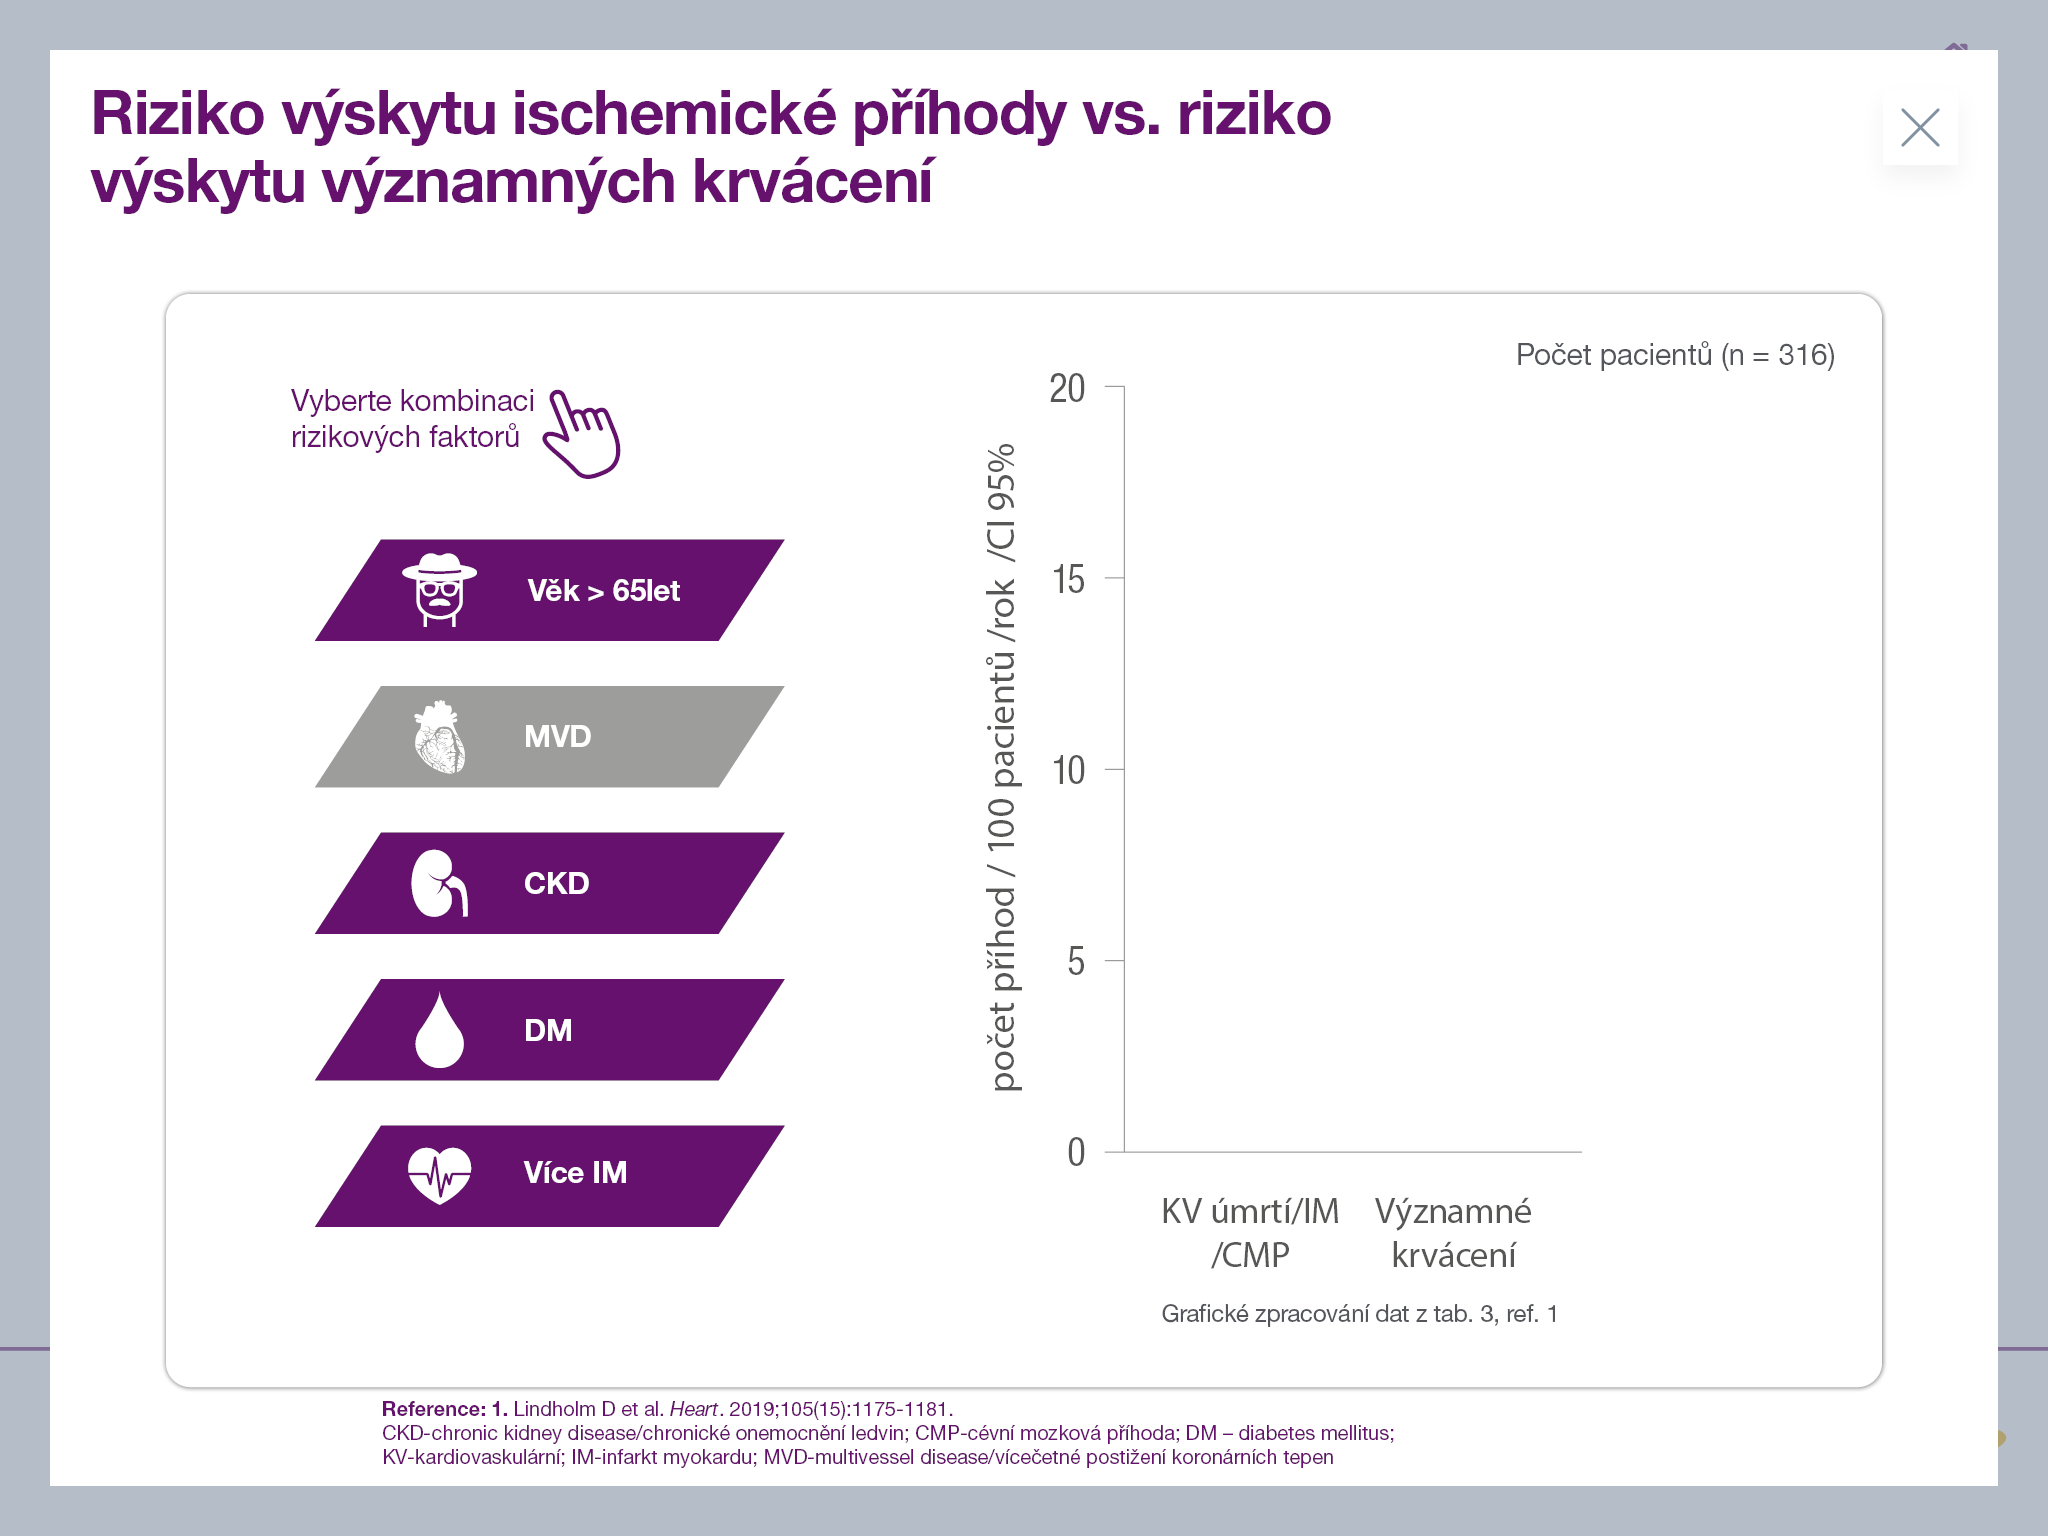 Riziko výskytu ischemické příhody vs. riziko
výskytu významných krvácení
Počet pacientů (n = 316)
Vyberte kombinaci
rizikových faktorů
Věk > 65let
MVD
CKD
DM
Více IM
počet příhod / 100 pacientů /rok /CI 95%
20
15
10
5
0
KV úmrtí/IM
/CMP
Významné
krvácení
Grafické zpracování dat z tab. 3, ref. 1
Reference: 1. Lindholm D et al. Heart. 2019;105(15):1175-1181.
CKD-chronic kidney disease/chronické onemocnění ledvin; CMP-cévní mozková příhoda; DM – diabetes mellitus;
KV-kardiovaskulární; IM-infarkt myokardu; MVD-multivessel disease/vícečetné postižení koronárních tepen